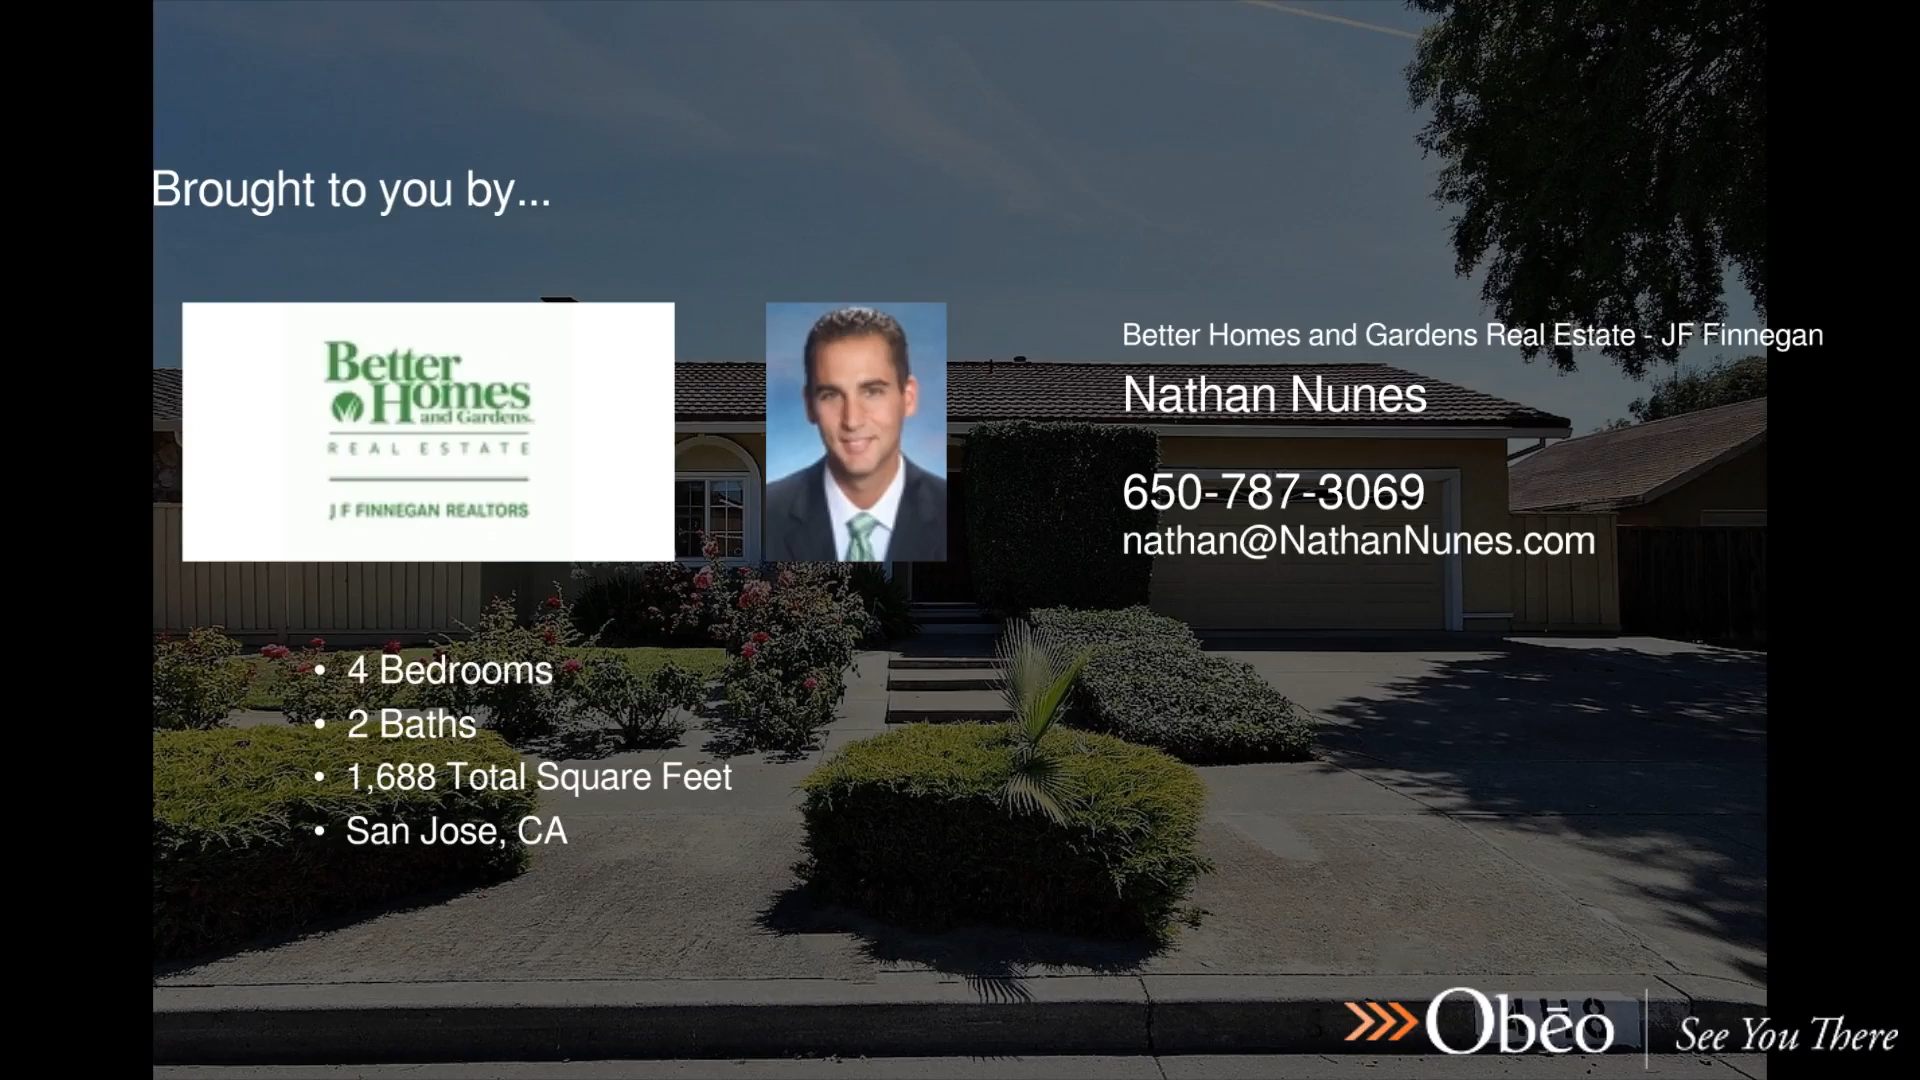 Brought to you by...
Better
Homes
and Gardens.
REAL ESTATE
J F FINNEGAN REALTORS
Better Homes and Gardens Real Estate - JF Finnegan
Nathan Nunes
650-787-3069
nathan@NathanNunes.com
• 4 Bedrooms
• 2 Baths
• 1,688 Total Square Feet
• San Jose, CA
Obēo
See You There